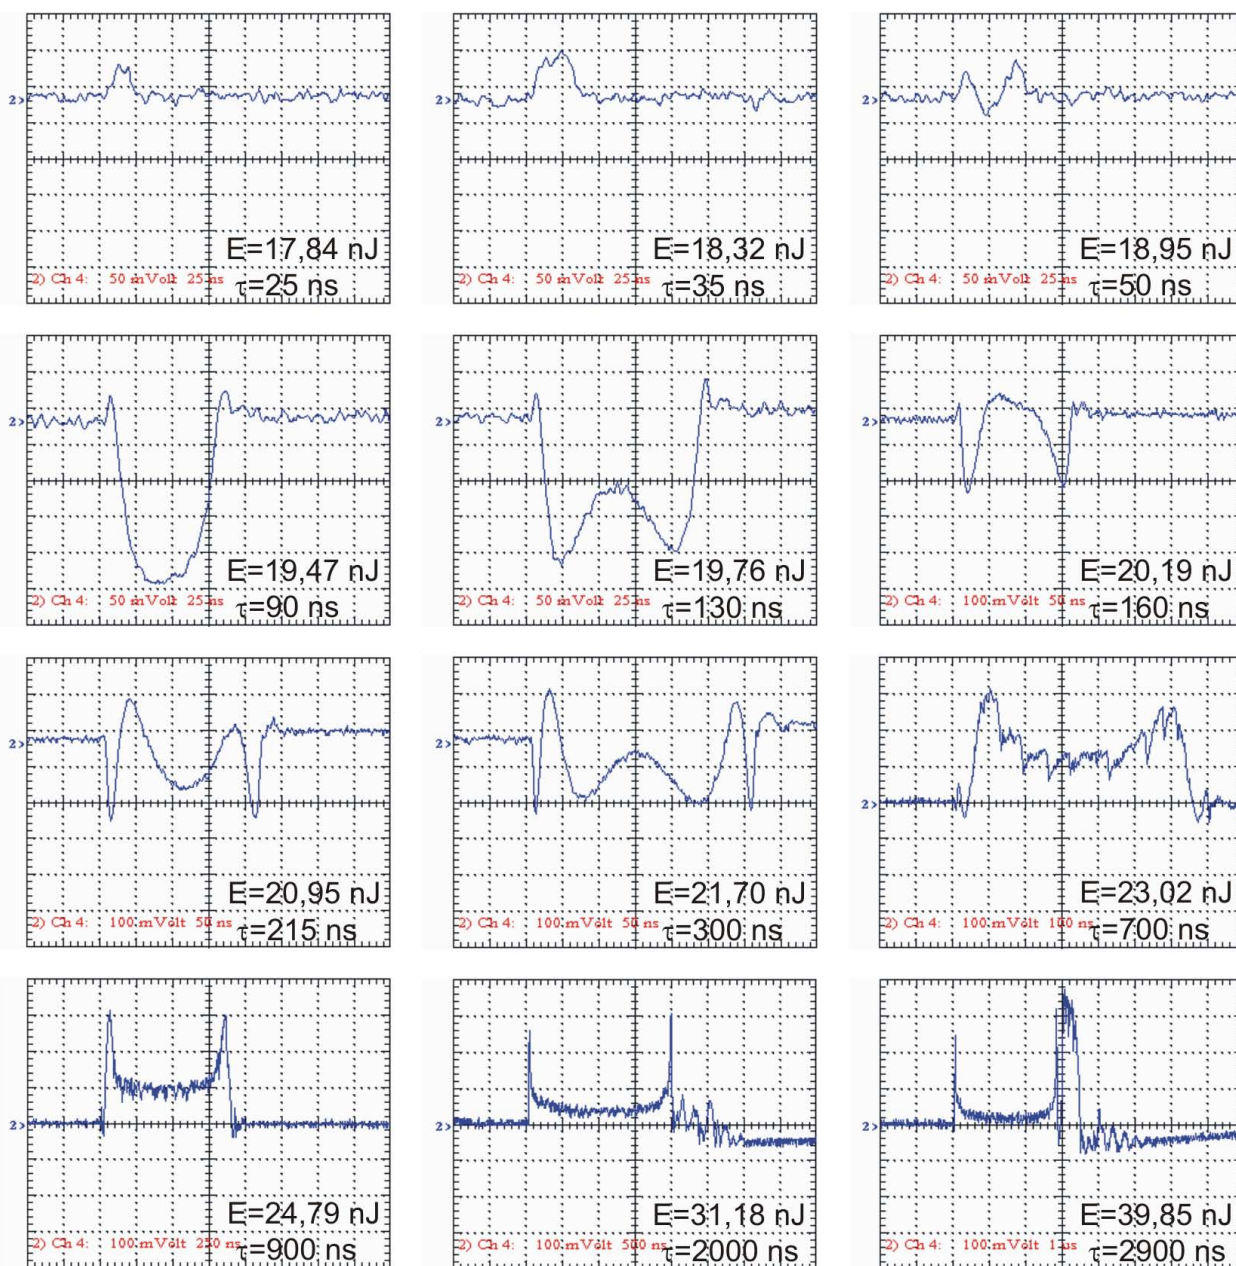 2>
2>
2>
E=17,84 nJ
E=18,32 nJ
E=18,95 nJ
2) Ch 4: 50 mVolt 25 ns
τ=25 ns
2) Ch 4: 50 mVolt 25 ns
τ=35 ns
2) Ch 4: 50 mVolt 25 ns
τ=50 ns
2>
2>
2>
E=19,47 nJ
E=19,76 nJ
E=20,19 nJ
2) Ch 4: 50 mVolt 25 ns
τ=90 ns
2) Ch 4: 50 mVolt 25 ns
τ=130 ns
2) Ch 4: 100 mVolt 50 ns
τ=160 ns
2>
2>
2>
E=20,95 nJ
E=21,70 nJ
E=23,02 nJ
2) Ch 4: 100 mVolt 50 ns
τ=215 ns
2) Ch 4: 100 mVolt 50 ns
τ=300 ns
2) Ch 4: 100 mVolt 100 ns
τ=700 ns
2>
2>
2>
E=24,79 nJ
E=31,18 nJ
E=39,85 nJ
2) Ch 4: 100 mVolt 250 ns
τ=900 ns
2) Ch 4: 100 mVolt 500 ns
τ=2000 ns
2) Ch 4: 100 mVolt 1 us
τ=2900 ns